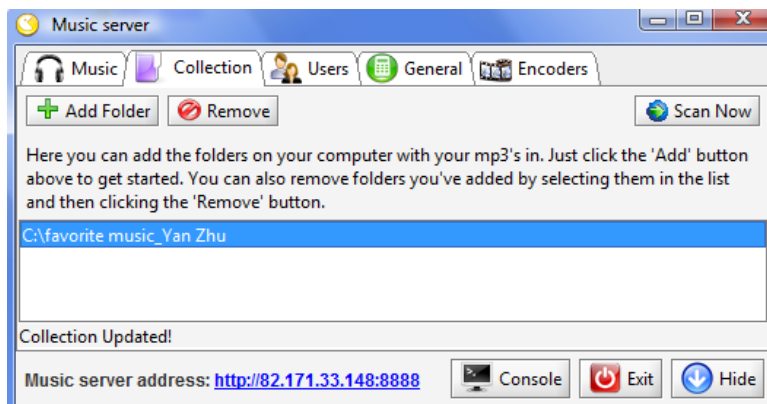 Music server
Music Collection Users General Encoders
Add Folder Remove Scan Now
Here you can add the folders on your computer with your mp3's in. Just click the 'Add' button
above to get started. You can also remove folders you've added by selecting them in the list
and then clicking the 'Remove' button.
C:\favorite music_Yan Zhu
Collection Updated!
Music server address: http://82.171.33.148:8888 Console Exit Hide